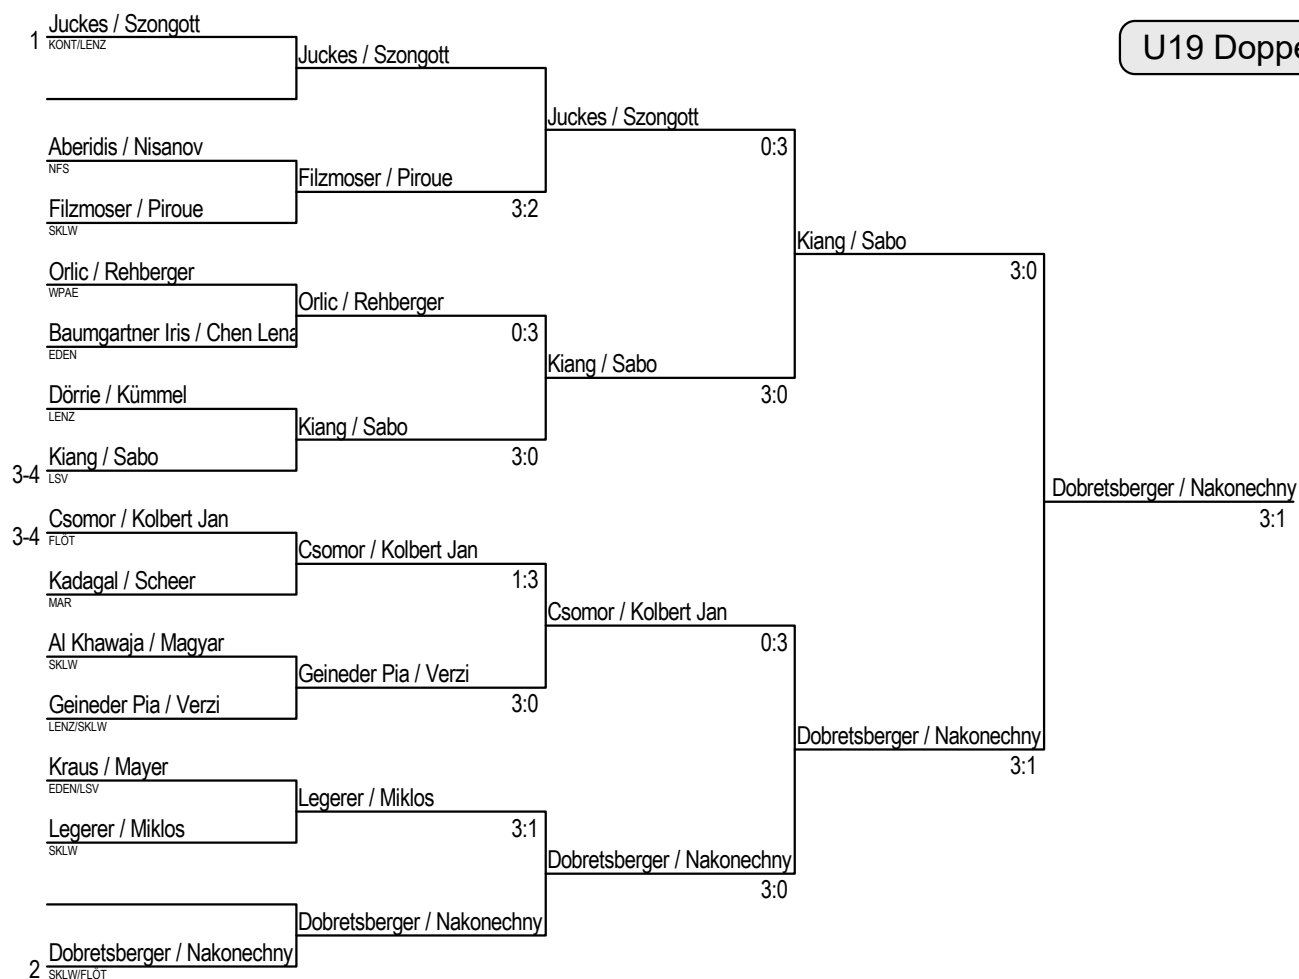 Juckes / Szongott
1
KONT/LENZ
U19 Doppe
Juckes / Szongott
Juckes / Szongott
0:3
Aberidis / Nisanov
NFS
Filzmoser / Piroue
3:2
Filzmoser / Piroue
SKLW
Kiang / Sabo
3:0
Orlic / Rehberger
WPAE
Orlic / Rehberger
0:3
Baumgartner Iris / Chen Lena
EDEN
Kiang / Sabo
3:0
Dörrie / Kümmel
LENZ
Kiang / Sabo
3:0
Kiang / Sabo
3-4
LSV
Dobretsberger / Nakonechny
3:1
Csomor / Kolbert Jan
3-4
FLÖT
Csomor / Kolbert Jan
1:3
Kadagal / Scheer
MAR
Csomor / Kolbert Jan
0:3
Al Khawaja / Magyar
SKLW
Geineder Pia / Verzi
3:0
Geineder Pia / Verzi
LENZ/SKLW
Dobretsberger / Nakonechny
3:1
Kraus / Mayer
EDEN/LSV
Legerer / Miklos
3:1
Legerer / Miklos
SKLW
Dobretsberger / Nakonechny
3:0
Dobretsberger / Nakonechny
Dobretsberger / Nakonechny
2
SKLW/FLÖT